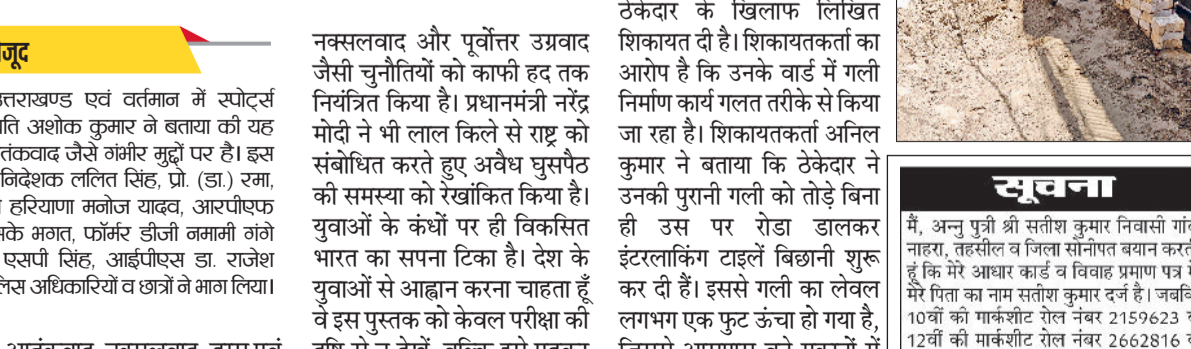 उत्तराखण्ड एवं वर्तमान में स्पोर्ट्स
अशोक कुमार ने बताया की यह
जैसे गंभीर मुद्दों पर है। इस
निदेशक ललित सिंह, प्रो. (डा.) रमा,
हरियाणा मनोज यादव, आरपीएफ
भगत, फॉर्मर डीजी नमामी गंगे
एसपी सिंह, आईपीएस डा. राजेश
अधिकारियों व छात्रों ने भाग लिया।
नक्सलवाद और पूर्वोत्तर उग्रवाद
जैसी चुनौतियों को काफी हद तक
नियंत्रित किया है। प्रधानमंत्री नरेंद्र
मोदी ने भी लाल किले से राष्ट्र को
संबोधित करते हुए अवैध घुसपैठ
की समस्या को रेखांकित किया है।
युवाओं के कंधों पर ही विकसित
भारत का सपना टिका है। देश के
युवाओं से आह्वान करना चाहता हूँ
वे इस पुस्तक को केवल परीक्षा की
ठेकेदार के खिलाफ लिखित
शिकायत दी है। शिकायतकर्ता का
आरोप है कि उनके वार्ड में गली
निर्माण कार्य गलत तरीके से किया
जा रहा है। शिकायतकर्ता अनिल
कुमार ने बताया कि ठेकेदार ने
उनकी पुरानी गली को तोड़े बिना
ही उस पर रोडा डालकर
इंटरलाकिंग टाइलें बिछानी शुरू
कर दी हैं। इससे गली का लेवल
लगभग एक फुट ऊंचा हो गया है,
सूचना
मैं, अन्नु पुत्री श्री सतीश कुमार निवासी गांव
नाहरा, तहसील व जिला सोनीपत बयान करती
हूं कि मेरे आधार कार्ड व विवाह प्रमाण पत्र में
मेरे पिता का नाम सतीश कुमार दर्ज है। जबकि
10वीं की मार्कशीट रोल नंबर 2159623 व
12वीं की मार्कशीट रोल नंबर 2662816 व